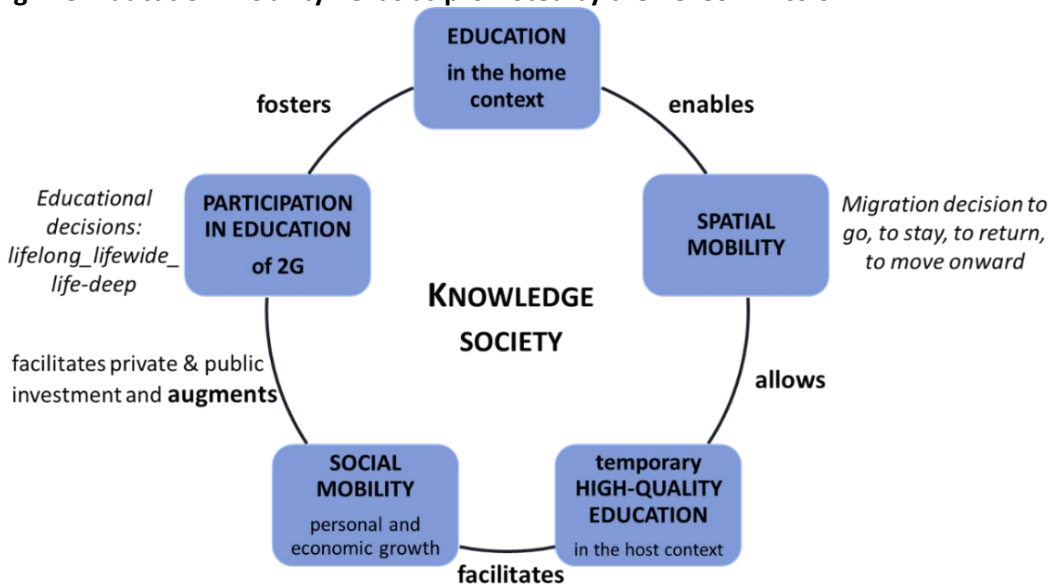 EDUCATION
in the home
context
fosters
enables
Educational
decisions:
lifelong_lifewide_
life-deep
PARTICIPATION
IN EDUCATION
of 2G
SPATIAL
MOBILITY
Migration decision to
go, to stay, to return,
to move onward
KNOWLEDGE
SOCIETY
facilitates private & public
investment and augments
allows
SOCIAL
MOBILITY
personal and
economic growth
temporary
HIGH-QUALITY
EDUCATION
in the host context
facilitates